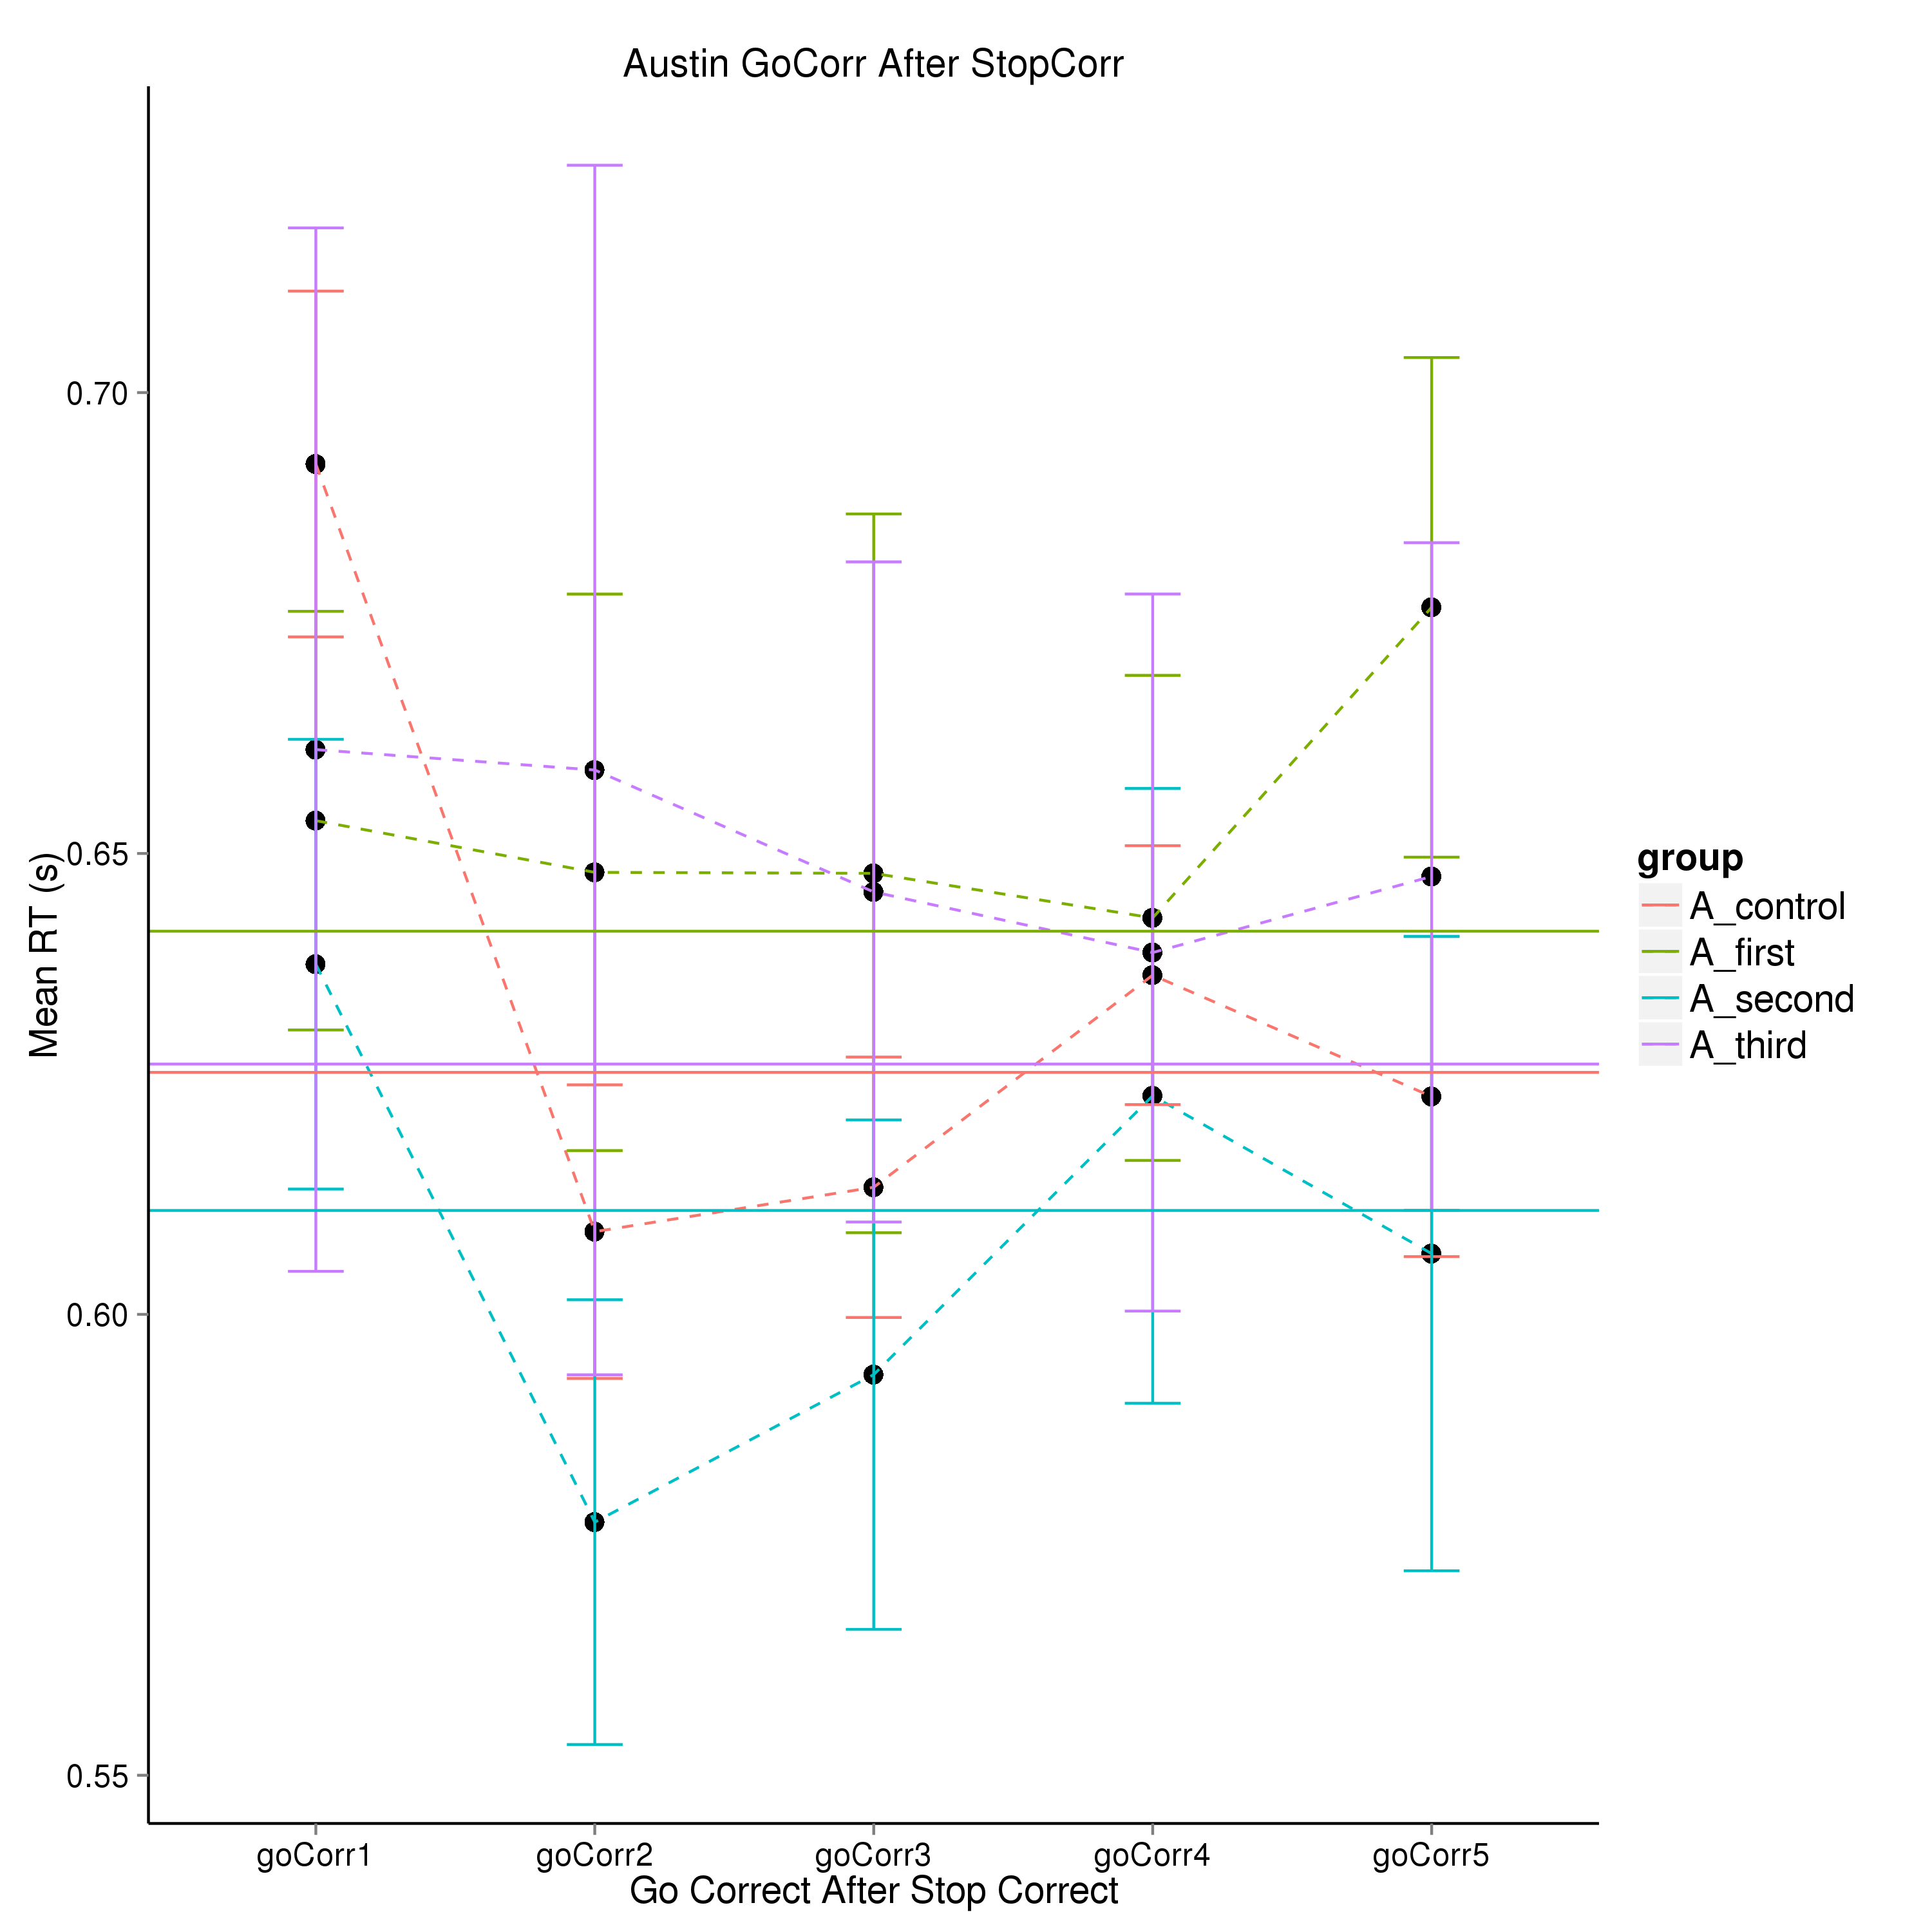 Austin GoCorr After StopCorr
Mean RT (s)
0.70
0.65
0.60
0.55
goCorr1 goCorr2 goCorr3 goCorr4 goCorr5
Go Correct After Stop Correct
group
A_control
A_first
A_second
A_third